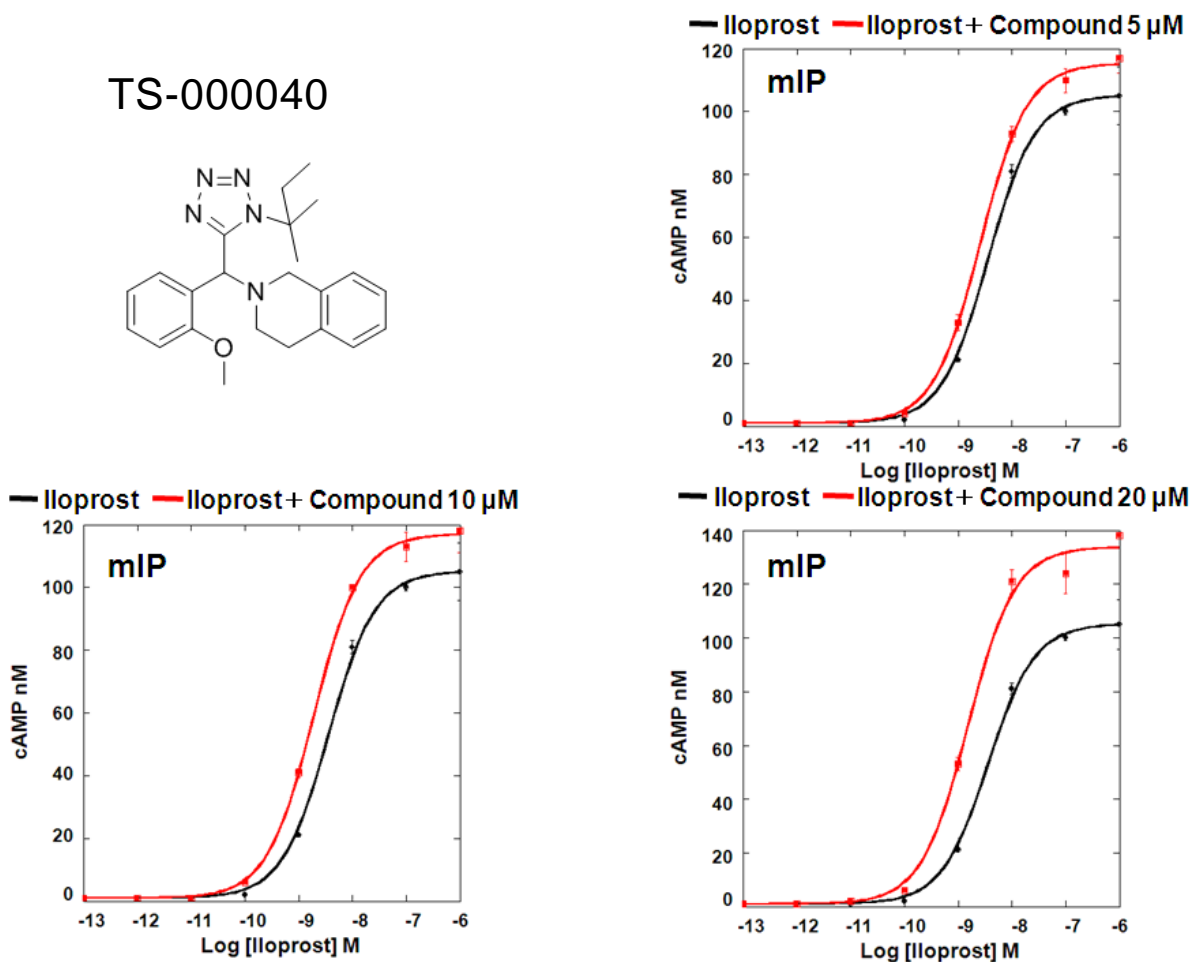 TS-000040
N=N
N N
N
O
Iloprost Iloprost + Compound 5 µM
mIP
120
100
80
60
40
20
0
cAMP nM
-13 -12 -11 -10 -9 -8 -7 -6
Log [Iloprost] M
Iloprost Iloprost + Compound 10 µM
mIP
120
100
80
60
40
20
0
cAMP nM
-13 -12 -11 -10 -9 -8 -7 -6
Log [Iloprost] M
Iloprost Iloprost + Compound 20 µM
mIP
140
120
100
80
60
40
20
0
cAMP nM
-13 -12 -11 -10 -9 -8 -7 -6
Log [Iloprost] M